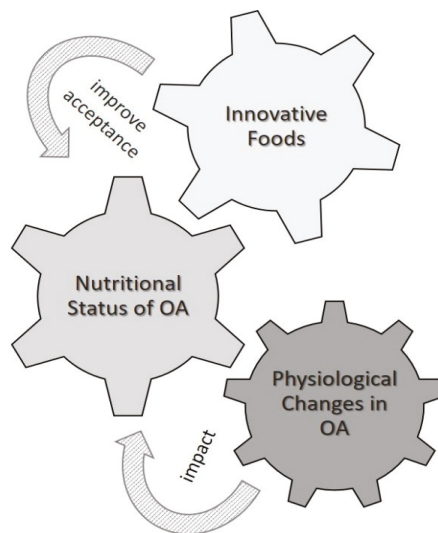 improve
acceptance
Innovative
Foods
Nutritional
Status of OA
Physiological
Changes in
OA
impact